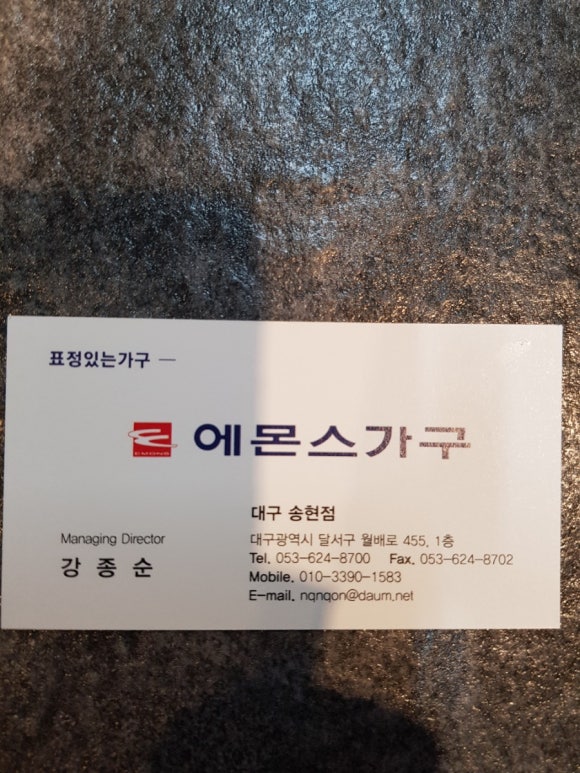 표정있는가구 —
EMONS 에몬스가구
대구 송현점
대구광역시 달서구 월배로 455, 1층
Tel. 053-624-8700 Fax. 053-624-8702
Mobile. 010-3390-1583
E-mail. nqnqon@daum.net
Managing Director
강 종 순